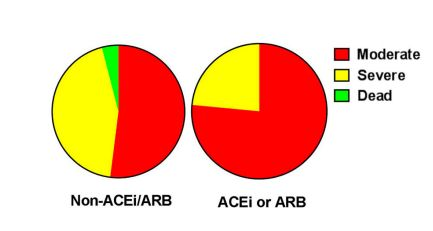 Moderate
Severe
Dead
Non-ACEi/ARB
ACEi or ARB